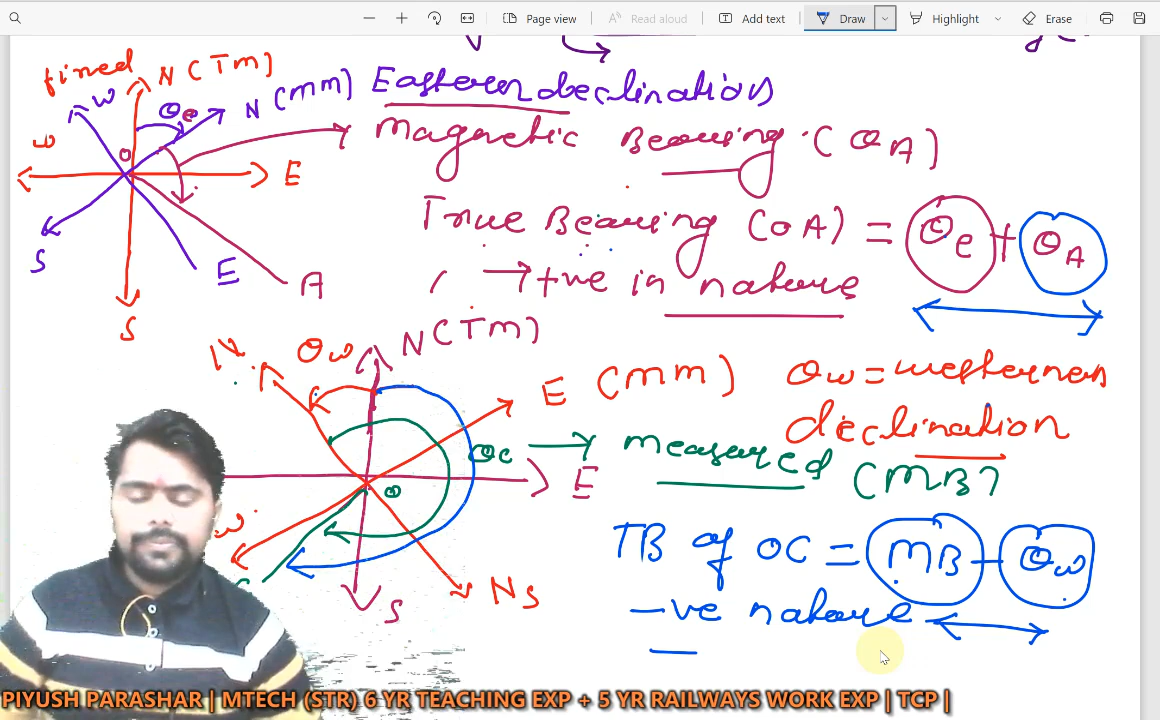 Page view
Read aloud
Add text
Draw
Highlight
Erase
fixed N (Tm)
W N (mm) Eastern declination
θe
W O E Magnetic Bearing (θA)
True Bearing (OA) = θe + θA
S E A → +ve in nature
S
N θw N (Tm)
E (MM) θw = western
declination
θc → measured
O E (MB)
W
TB of OC = MB - θw
C S NS -ve nature
PIYUSH PARASHAR | MTECH (STR) 6 YR TEACHING EXP + 5 YR RAILWAYS WORK EXP | TCP |